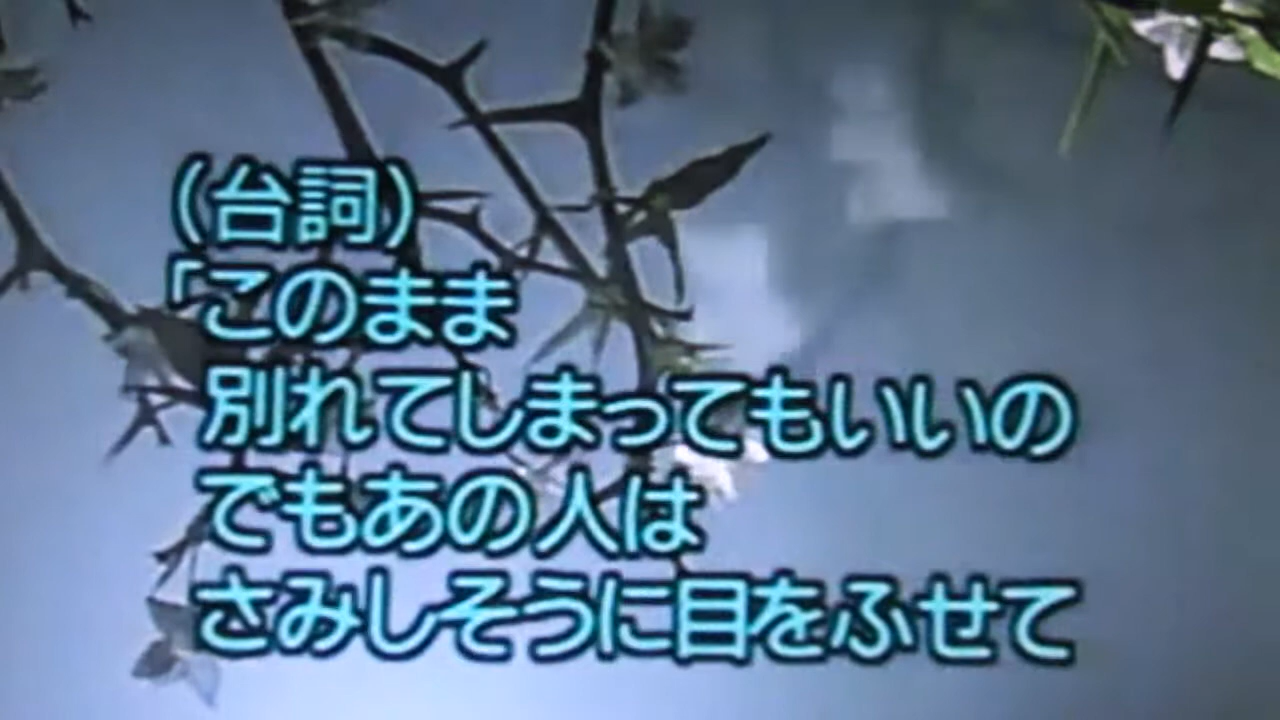 (台詞)
「このまま
別れてしまってもいいの
でもあの人は
さみしそうに目をふせて